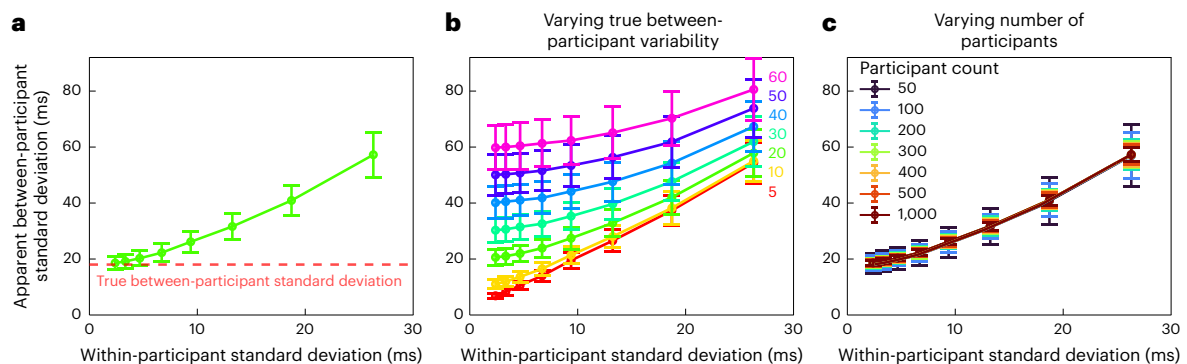 a
Apparent between-participant
standard deviation (ms)
80
60
40
20
0
True between-participant standard deviation
0
10
20
30
Within-participant standard deviation (ms)
b
Varying true between-
participant variability
80
60
40
20
0
60
50
40
30
20
10
5
0
10
20
30
Within-participant standard deviation (ms)
c
Varying number of
participants
Participant count
50
100
200
300
400
500
1,000
80
60
40
20
0
0
10
20
30
Within-participant standard deviation (ms)